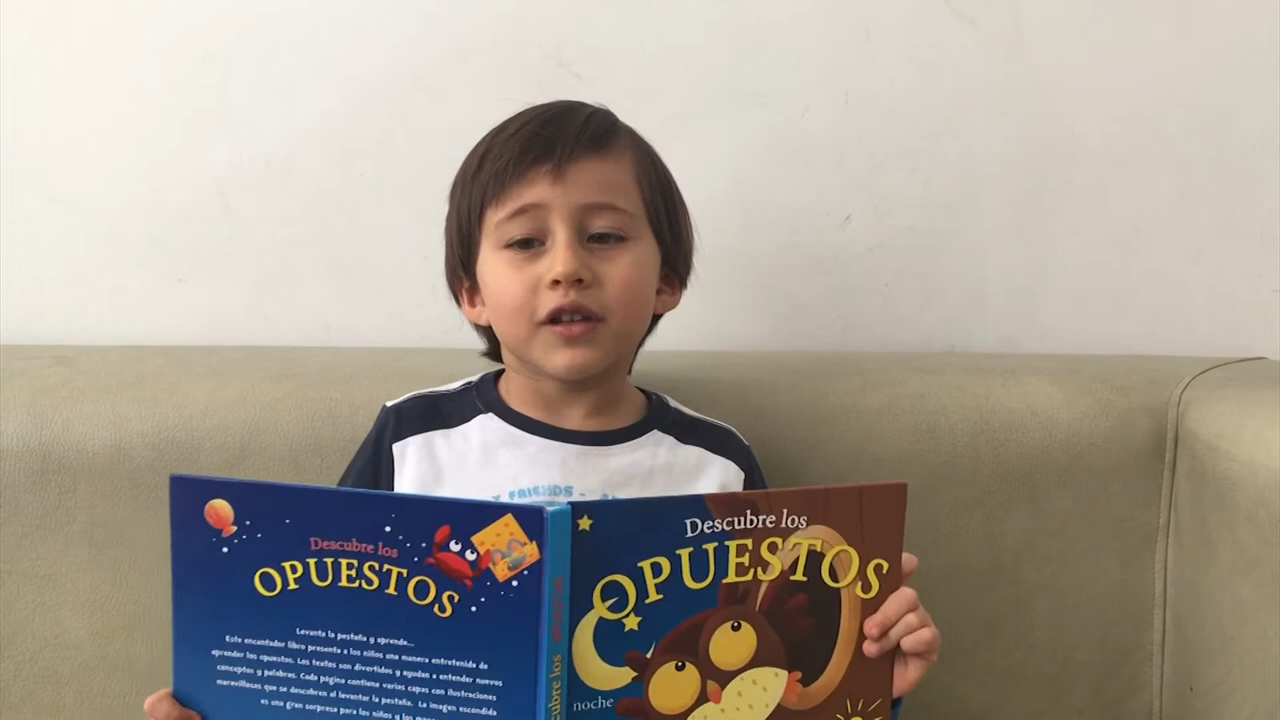 Descubre los
OPUESTOS
Levanta la pestaña y aprende...
Este encantador libro presenta a los niños una manera entretenida de
aprender los opuestos. Los textos son divertidos y ayudan a entender nuevos
conceptos y palabras. Cada página contiene varias capas con ilustraciones
maravillosas que se descubren al levantar la pestaña. La imagen escondida
es una gran sorpresa para los niños y los
cubre los
Descubre los
OPUESTOS
noche
FRIENDS